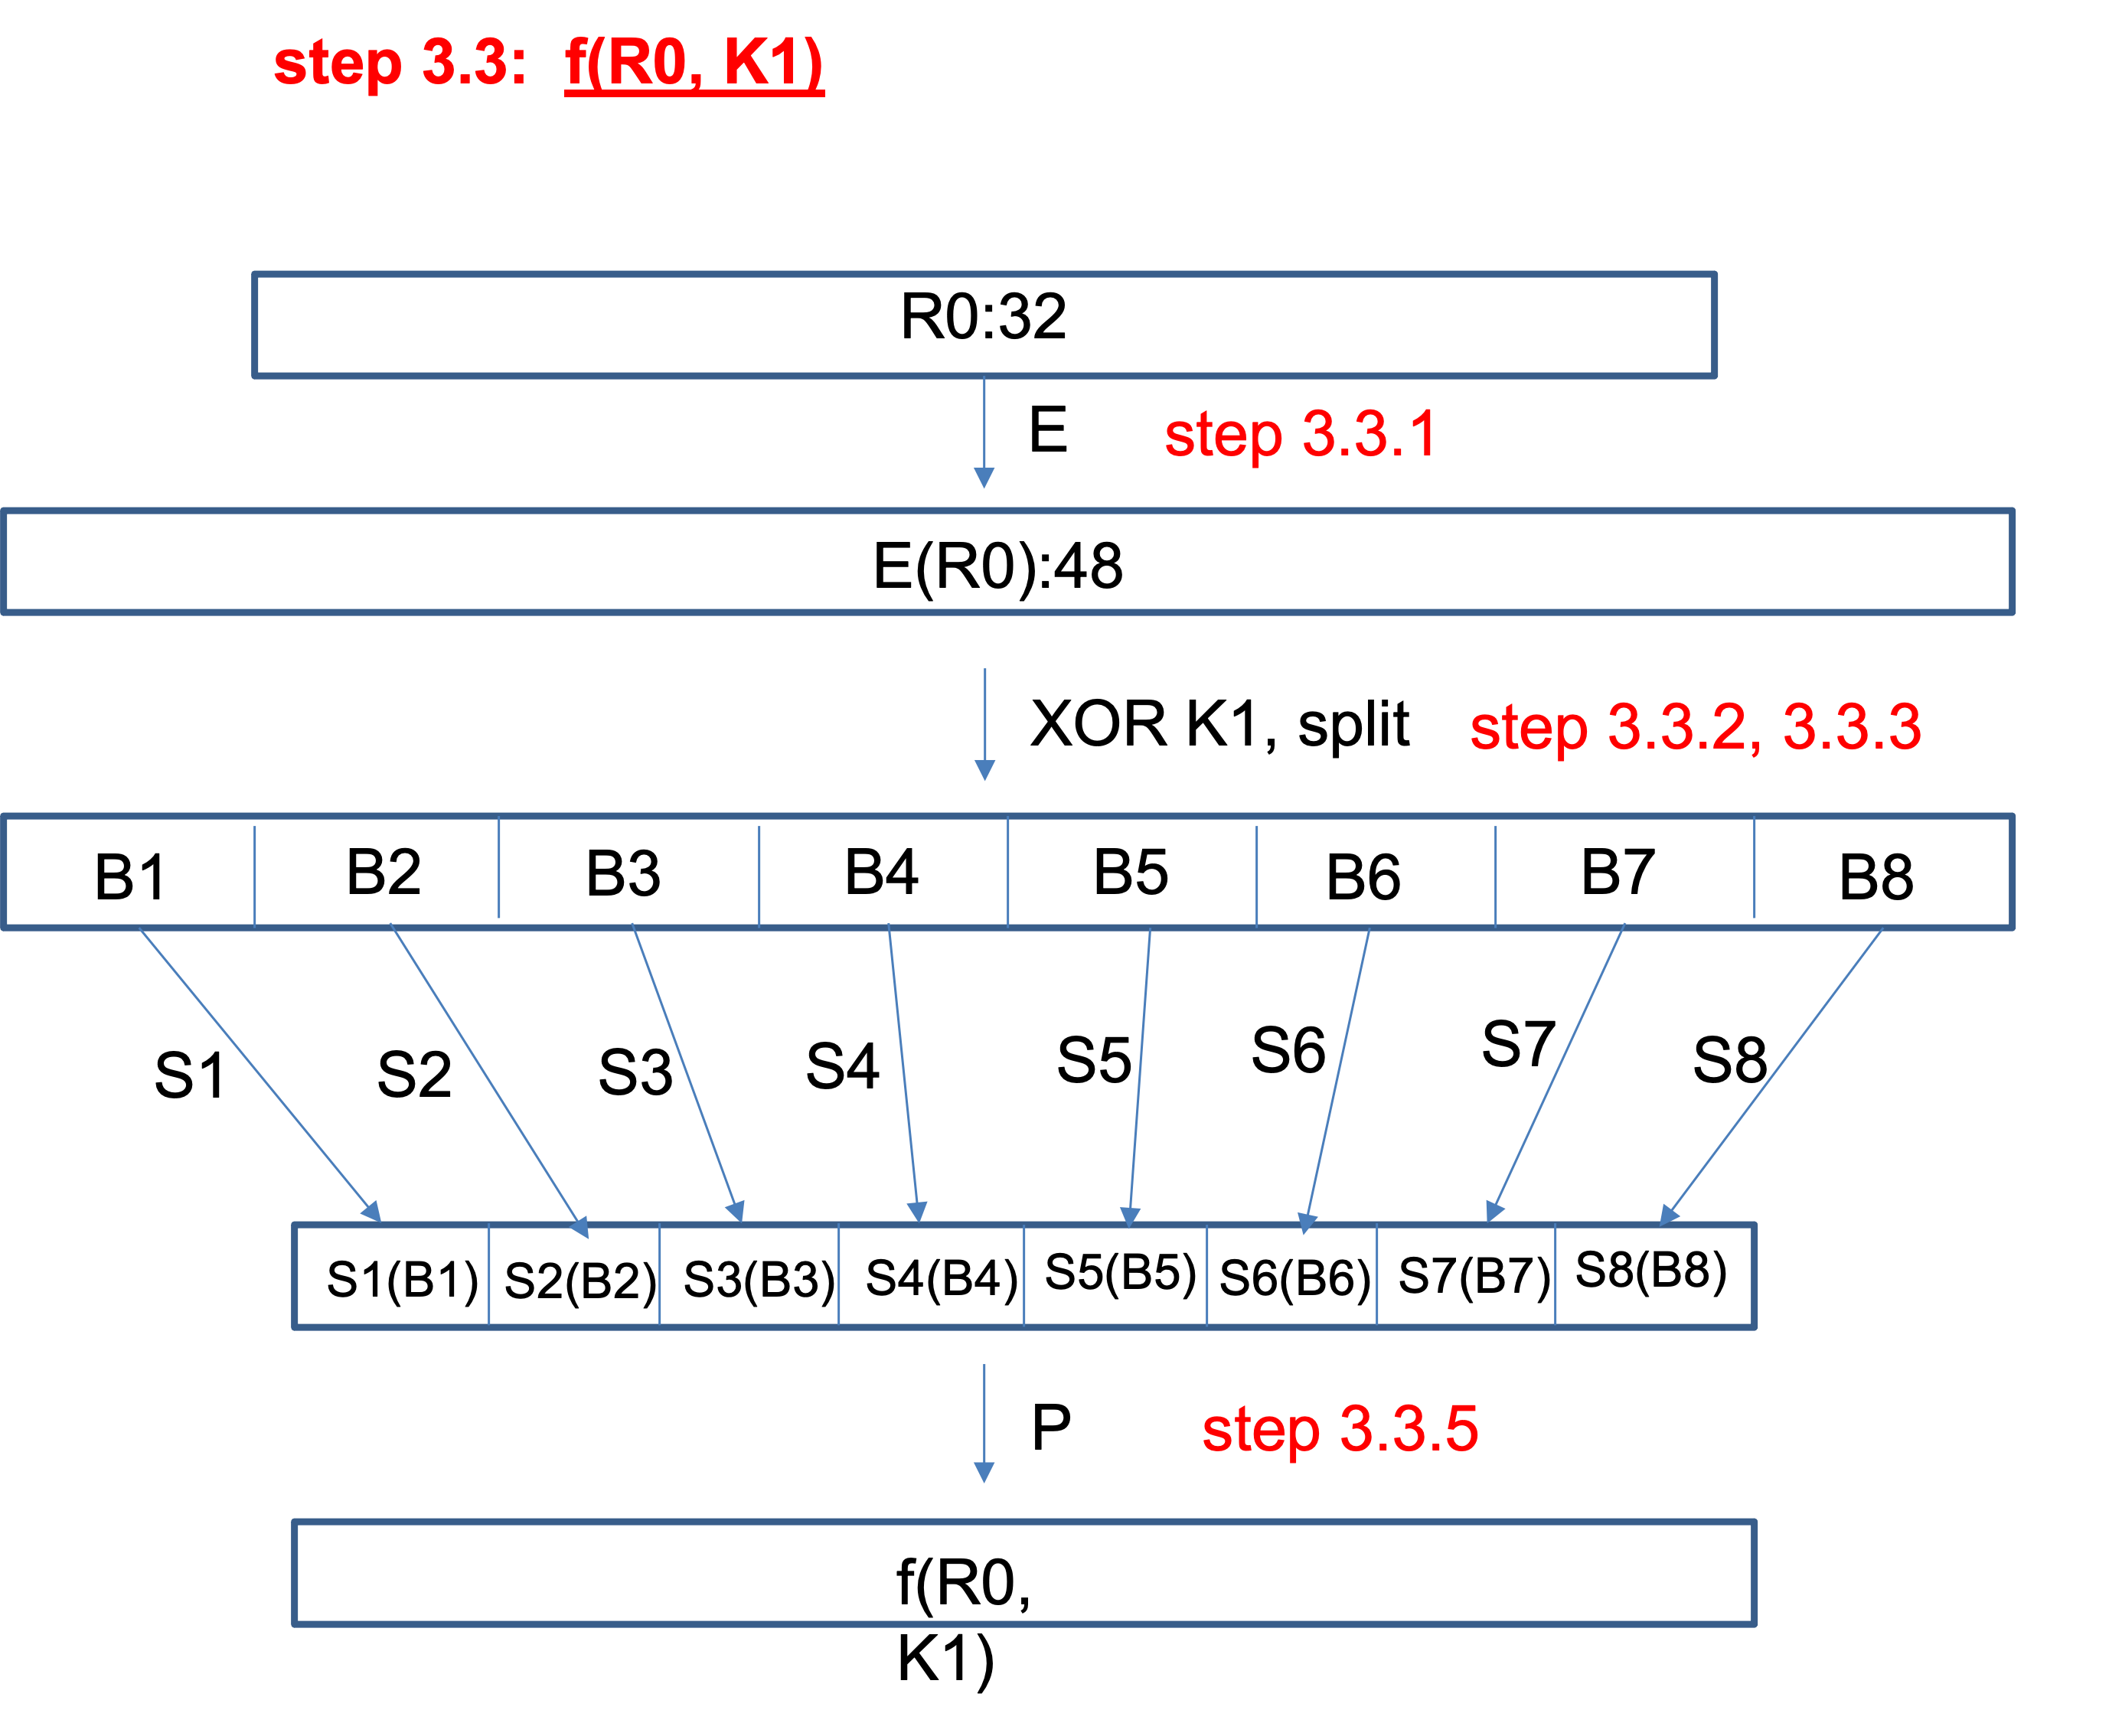 step 3.3: f(R0, K1)
R0:32
E step 3.3.1
E(R0):48
XOR K1, split step 3.3.2, 3.3.3
B1 B2 B3 B4 B5 B6 B7 B8
S1 S2 S3 S4 S5 S6 S7 S8
S1(B1) S2(B2) S3(B3) S4(B4) S5(B5) S6(B6) S7(B7) S8(B8)
P step 3.3.5
f(R0,
K1)